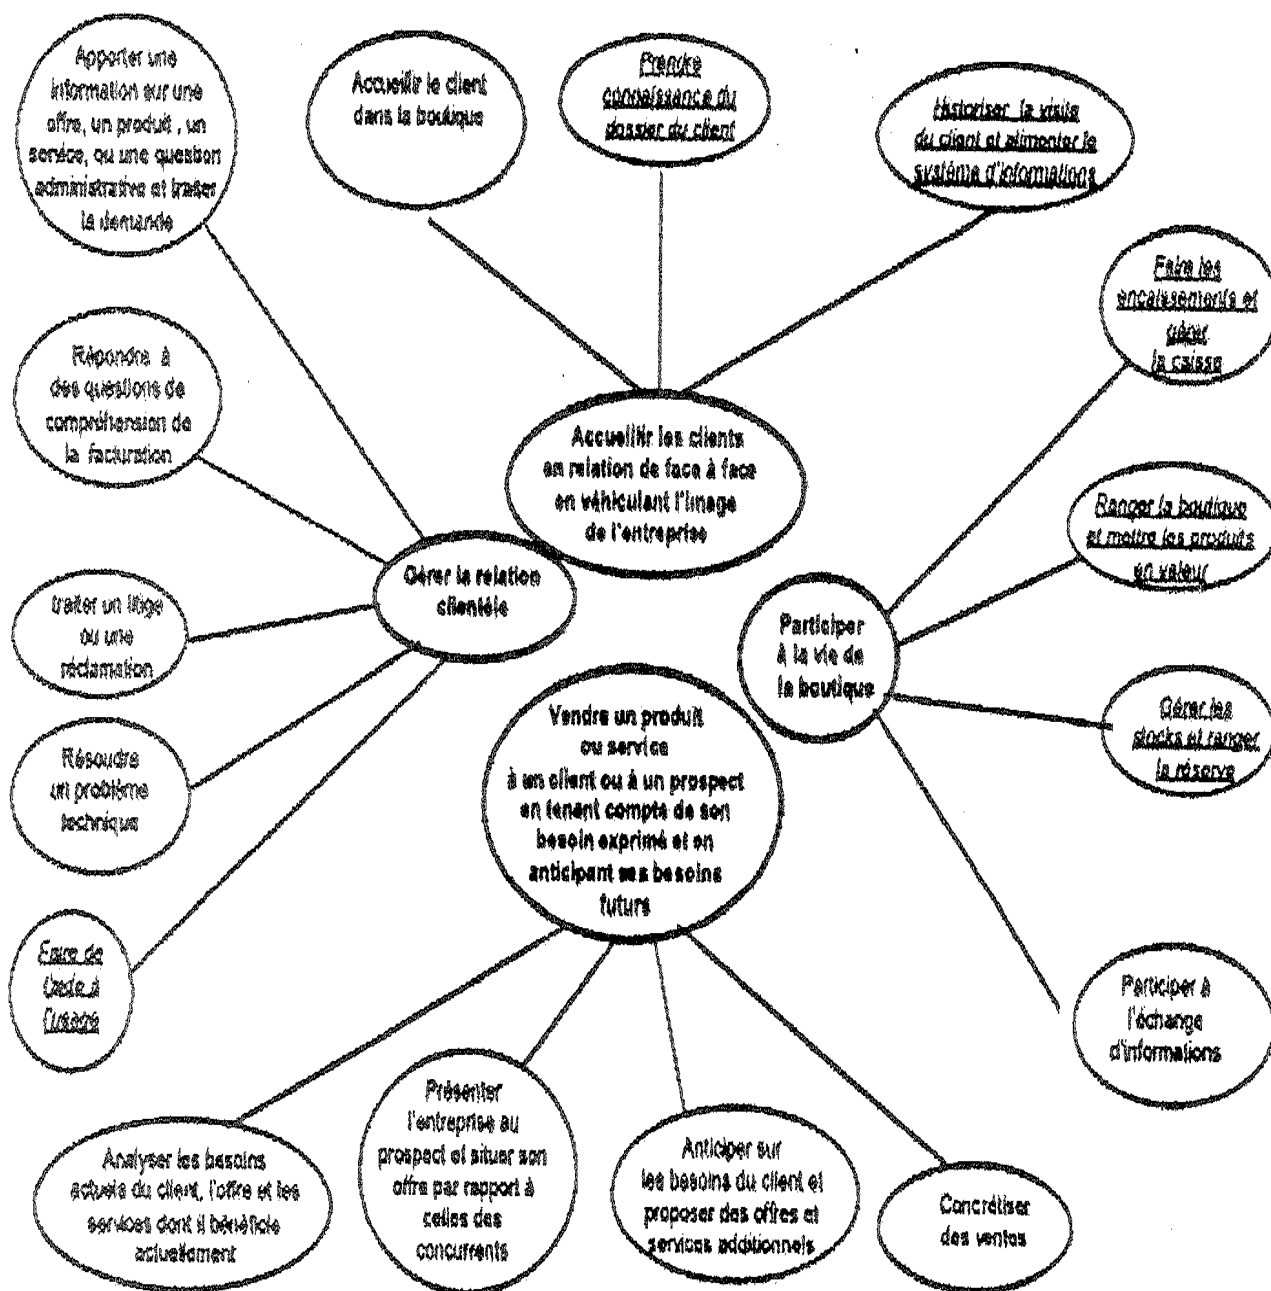 Apporter une
information sur une
offre, un produit, un
service, ou une question
administrative et traiter
la demande
Accueillir le client
dans la boutique
Prendre
connaissance du
dossier du client
Historiser la visite
du client et alimenter le
système d'informations
Faire les
encaissements et
gérer
la caisse
Répondre à
des questions de
compréhension de
la facturation
Accueillir les clients
en relation de face à face
en véhiculant l'image
de l'entreprise
Ranger la boutique
et mettre les produits
en valeur
Gérer la relation
clientèle
traiter un litige
ou une
réclamation
Participer
à la vie de
la boutique
Vendre un produit
ou service
à un client ou à un prospect
en tenant compte de son
besoin exprimé et en
anticipant ses besoins
futurs
Gérer les
stocks et ranger
la réserve
Résoudre
un problème
technique
Faire de
l'aide à
l'usage
Participer à
l'échange
d'informations
Analyser les besoins
actuels du client, l'offre et les
services dont il bénéficie
actuellement
Présenter
l'entreprise au
prospect et situer son
offre par rapport à
celles des
concurrents
Anticiper sur
les besoins du client et
proposer des offres et
services additionnels
Concrétiser
des ventes